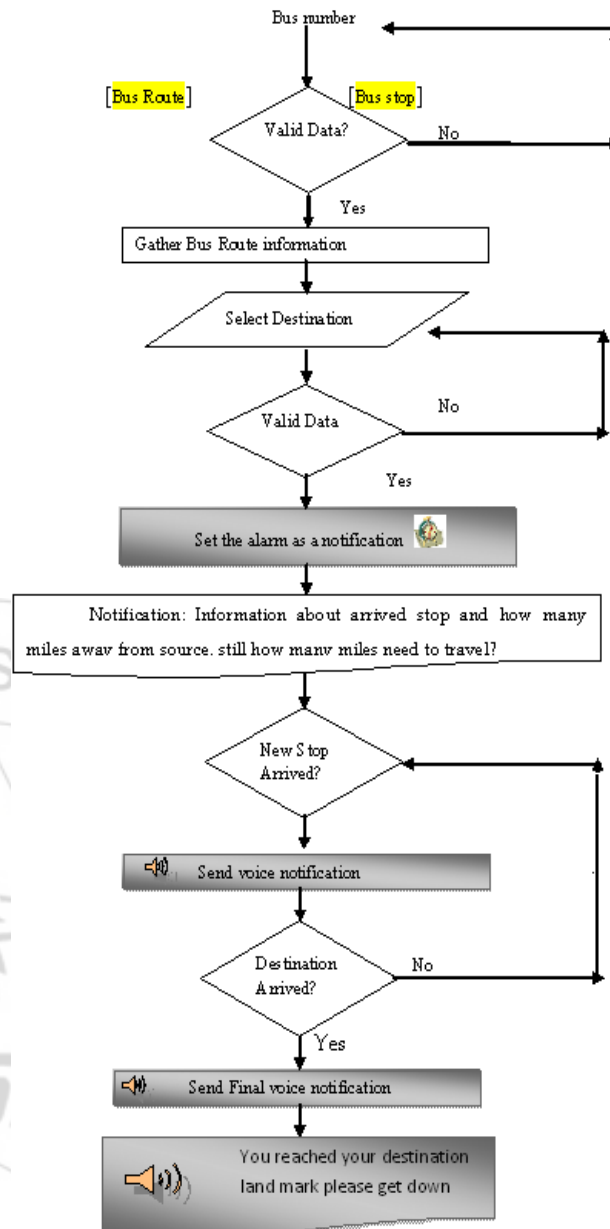 Bus number
[Bus Route] [Bus stop]
Valid Data?
No
Yes
Gather Bus Route information
Select Destination
Valid Data
No
Yes
Set the alarm as a notification
Notification: Information about arrived stop and how many
miles away from source. still how many miles need to travel?
New Stop
Arrived?
Send voice notification
Destination
Arrived?
No
Yes
Send Final voice notification
You reached your destination
land mark please get down